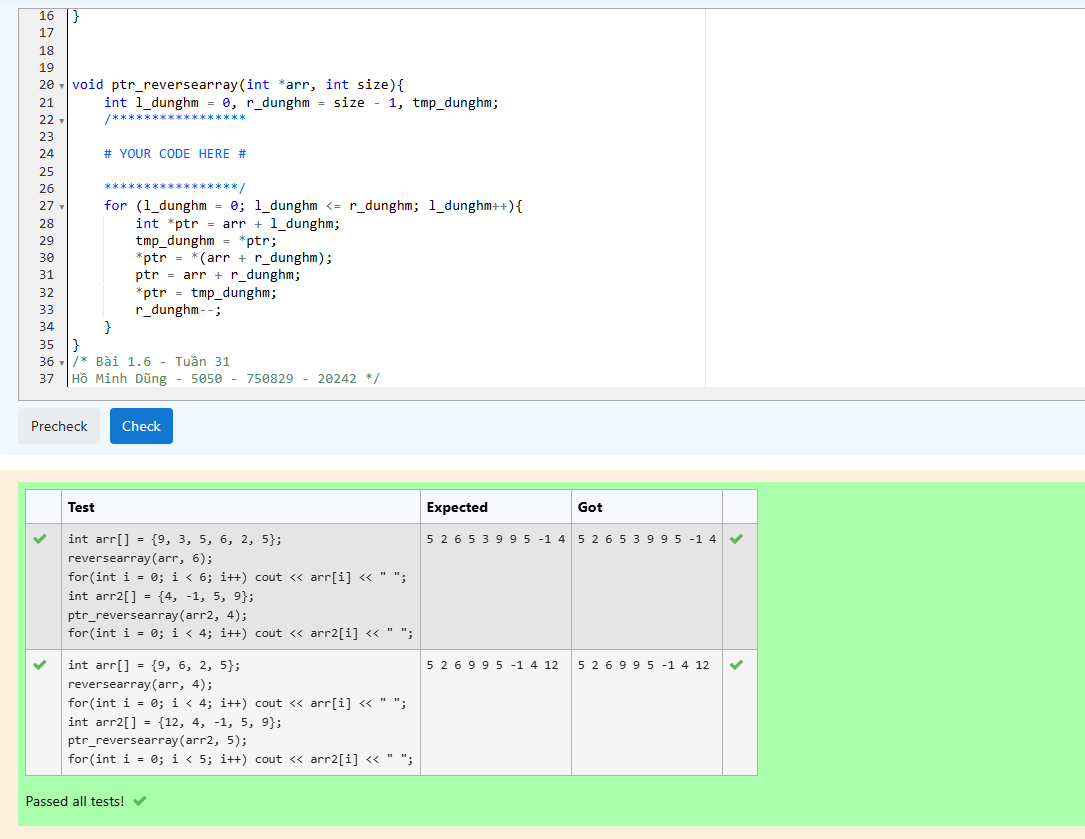 16 }
17
18
19
20 void ptr_reversearray(int *arr, int size){
21     int l_dunghm = 0, r_dunghm = size - 1, tmp_dunghm;
22     /*****************
23
24     # YOUR CODE HERE #
25
26     *****************/
27     for (l_dunghm = 0; l_dunghm <= r_dunghm; l_dunghm++){
28         int *ptr = arr + l_dunghm;
29         tmp_dunghm = *ptr;
30         *ptr = *(arr + r_dunghm);
31         ptr = arr + r_dunghm;
32         *ptr = tmp_dunghm;
33         r_dunghm--;
34     }
35 }
36 /* Bài 1.6 - Tuần 31
37 Hồ Minh Dũng - 5050 - 750829 - 20242 */
Precheck Check
Test Expected Got
int arr[] = {9, 3, 5, 6, 2, 5}; 5 2 6 5 3 9 9 5 -1 4 5 2 6 5 3 9 9 5 -1 4
reversearray(arr, 6);
for(int i = 0; i < 6; i++) cout << arr[i] << " ";
int arr2[] = {4, -1, 5, 9};
ptr_reversearray(arr2, 4);
for(int i = 0; i < 4; i++) cout << arr2[i] << " ";
int arr[] = {9, 6, 2, 5}; 5 2 6 9 9 5 -1 4 12 5 2 6 9 9 5 -1 4 12
reversearray(arr, 4);
for(int i = 0; i < 4; i++) cout << arr[i] << " ";
int arr2[] = {12, 4, -1, 5, 9};
ptr_reversearray(arr2, 5);
for(int i = 0; i < 5; i++) cout << arr2[i] << " ";
Passed all tests!